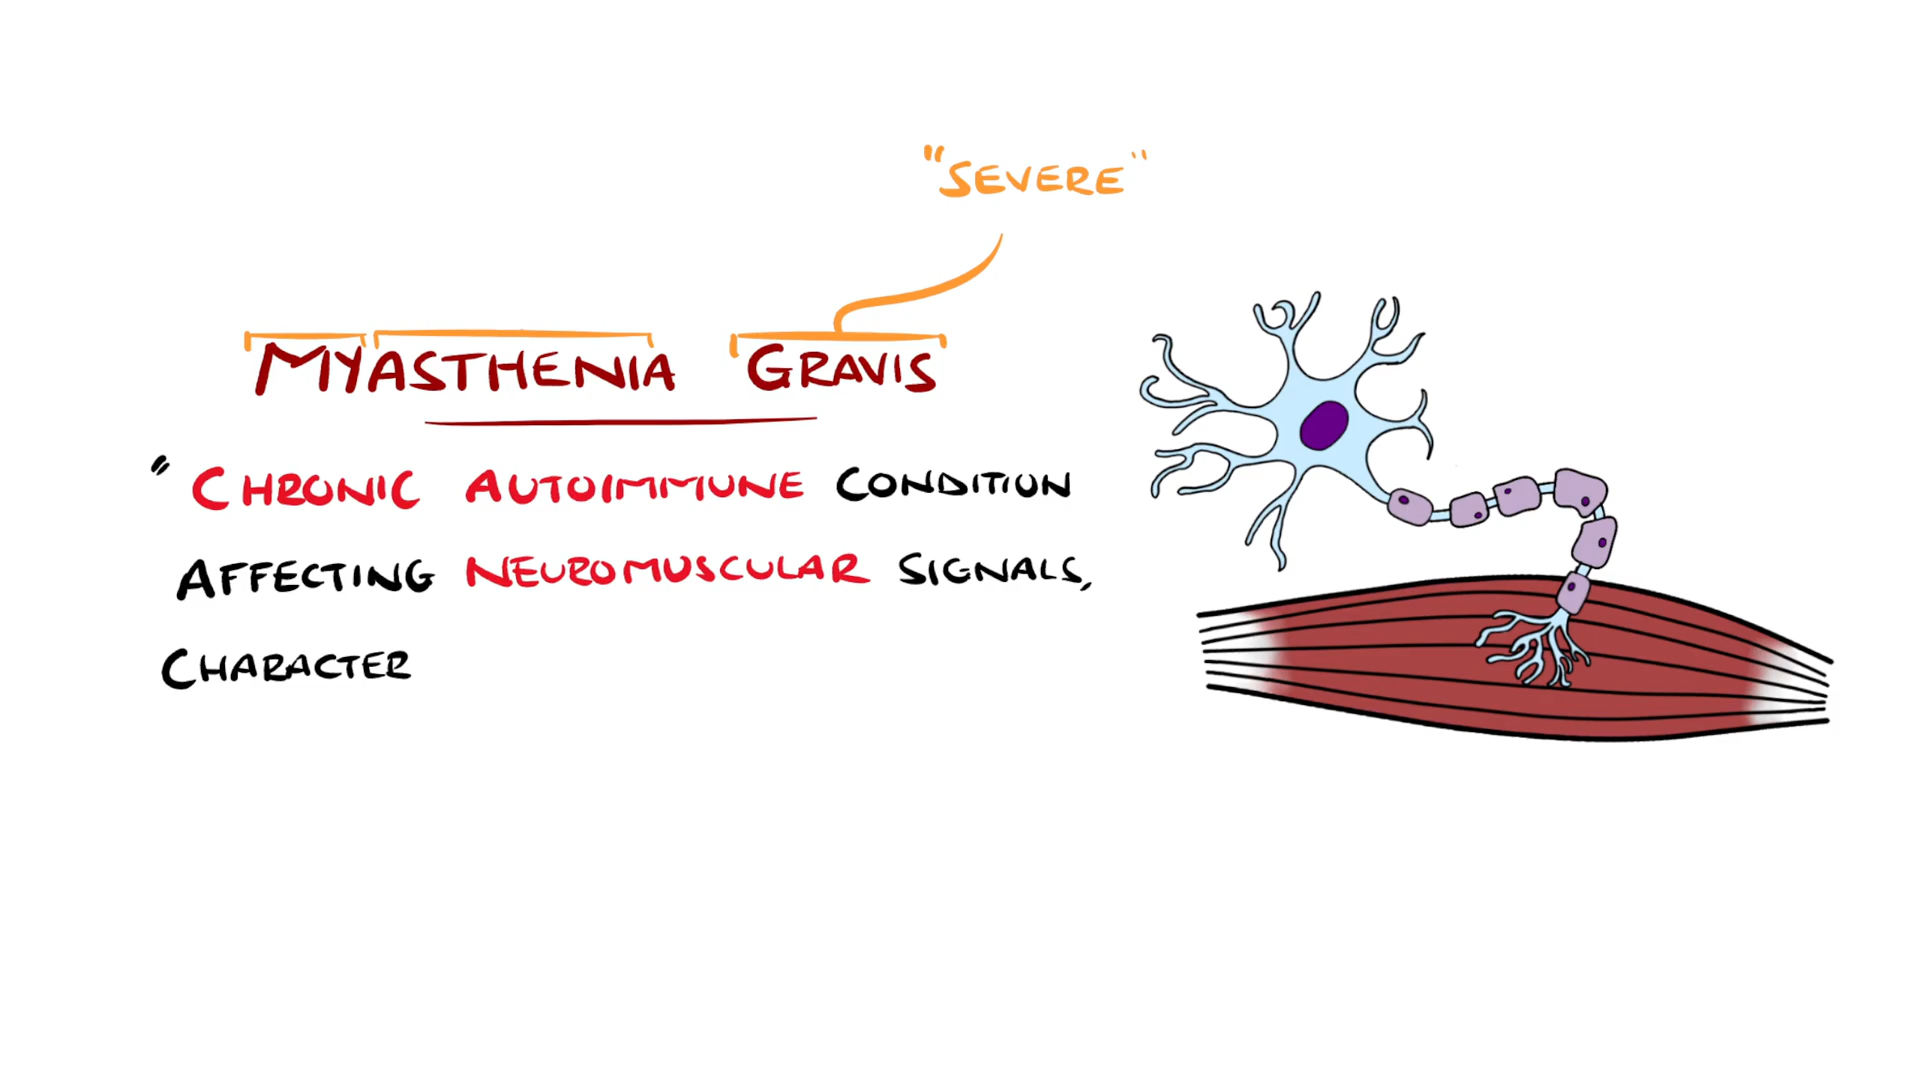 "SEVERE"
MYASTHENIA GRAVIS
"CHRONIC AUTOIMMUNE CONDITION
AFFECTING NEUROMUSCULAR SIGNALS,
CHARACTER